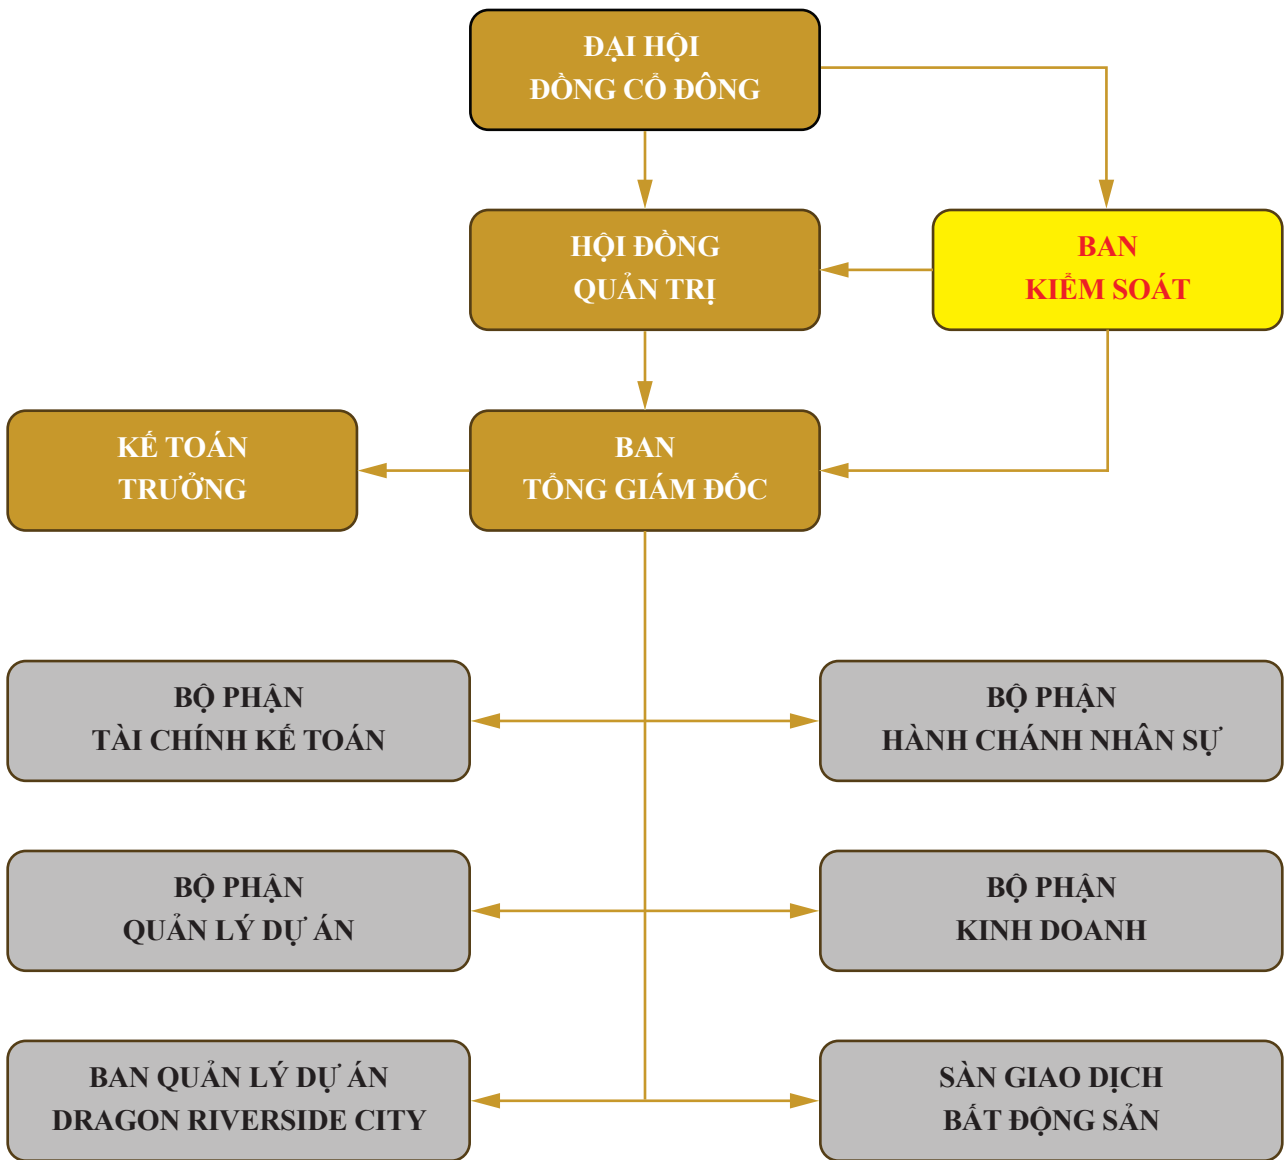 ĐẠI HỘI
ĐỒNG CỔ ĐÔNG
HỘI ĐỒNG
QUẢN TRỊ
BAN
KIỂM SOÁT
KẾ TOÁN
TRƯỞNG
BAN
TỔNG GIÁM ĐỐC
BỘ PHẬN
TÀI CHÍNH KẾ TOÁN
BỘ PHẬN
HÀNH CHÁNH NHÂN SỰ
BỘ PHẬN
QUẢN LÝ DỰ ÁN
BỘ PHẬN
KINH DOANH
BAN QUẢN LÝ DỰ ÁN
DRAGON RIVERSIDE CITY
SÀN GIAO DỊCH
BẤT ĐỘNG SẢN